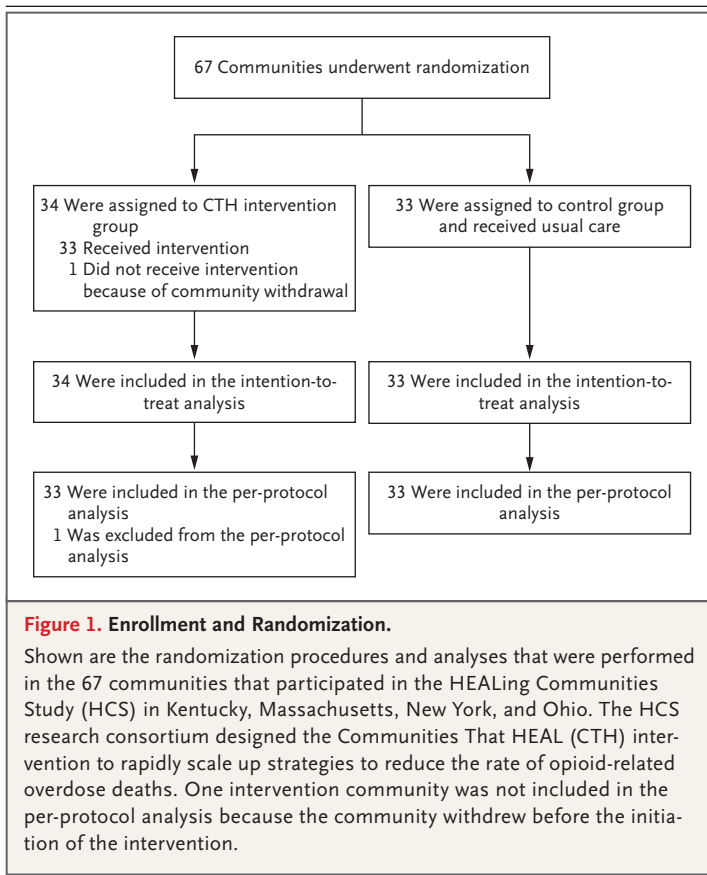 67 Communities underwent randomization
34 Were assigned to CTH intervention
group
33 Received intervention
1 Did not receive intervention
because of community withdrawal
33 Were assigned to control group
and received usual care
34 Were included in the intention-to-
treat analysis
33 Were included in the intention-to-
treat analysis
33 Were included in the per-protocol
analysis
1 Was excluded from the per-protocol
analysis
33 Were included in the per-protocol
analysis
Figure 1. Enrollment and Randomization.
Shown are the randomization procedures and analyses that were performed
in the 67 communities that participated in the HEALing Communities
Study (HCS) in Kentucky, Massachusetts, New York, and Ohio. The HCS
research consortium designed the Communities That HEAL (CTH) inter-
vention to rapidly scale up strategies to reduce the rate of opioid-related
overdose deaths. One intervention community was not included in the
per-protocol analysis because the community withdrew before the initia-
tion of the intervention.